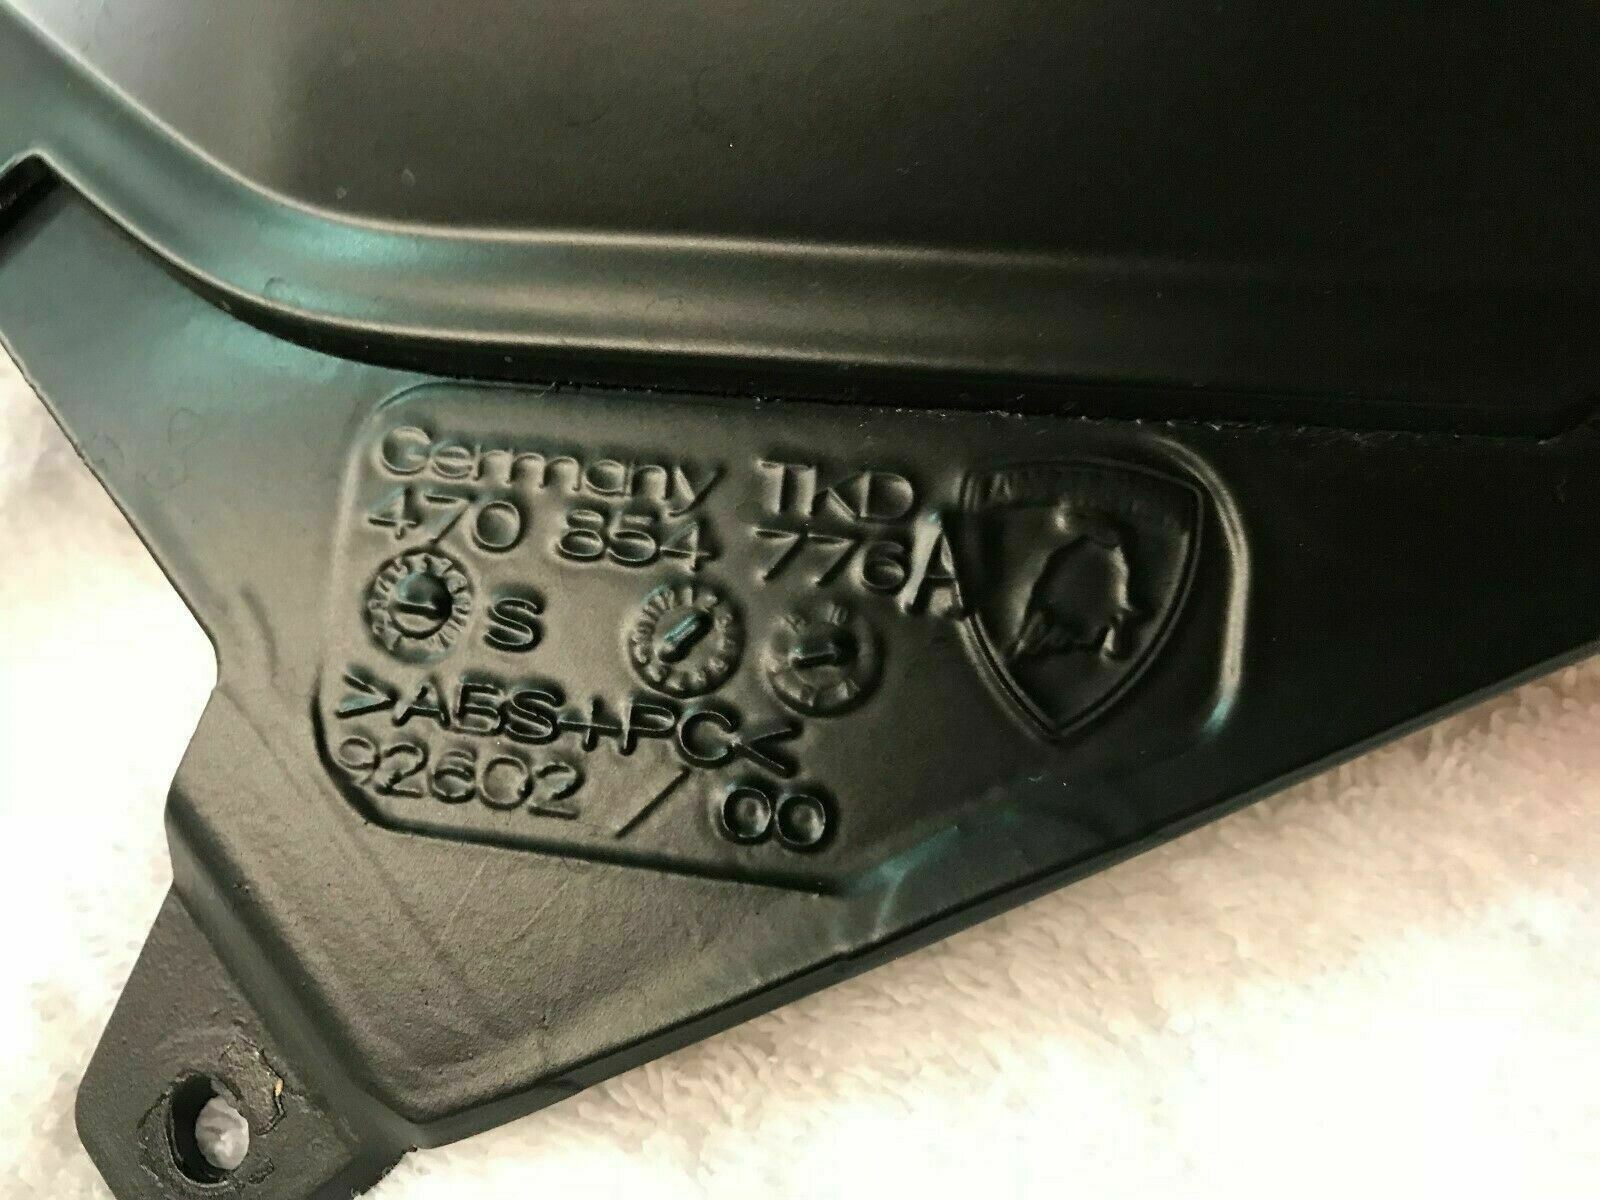 Germany TKD
470 854 776A
S
>ABS+PC<
92602 / 00